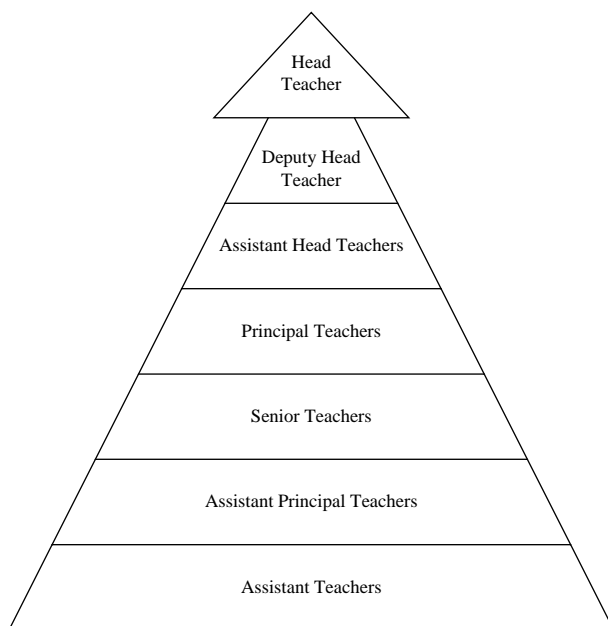 Head
Teacher
Deputy Head
Teacher
Assistant Head Teachers
Principal Teachers
Senior Teachers
Assistant Principal Teachers
Assistant Teachers